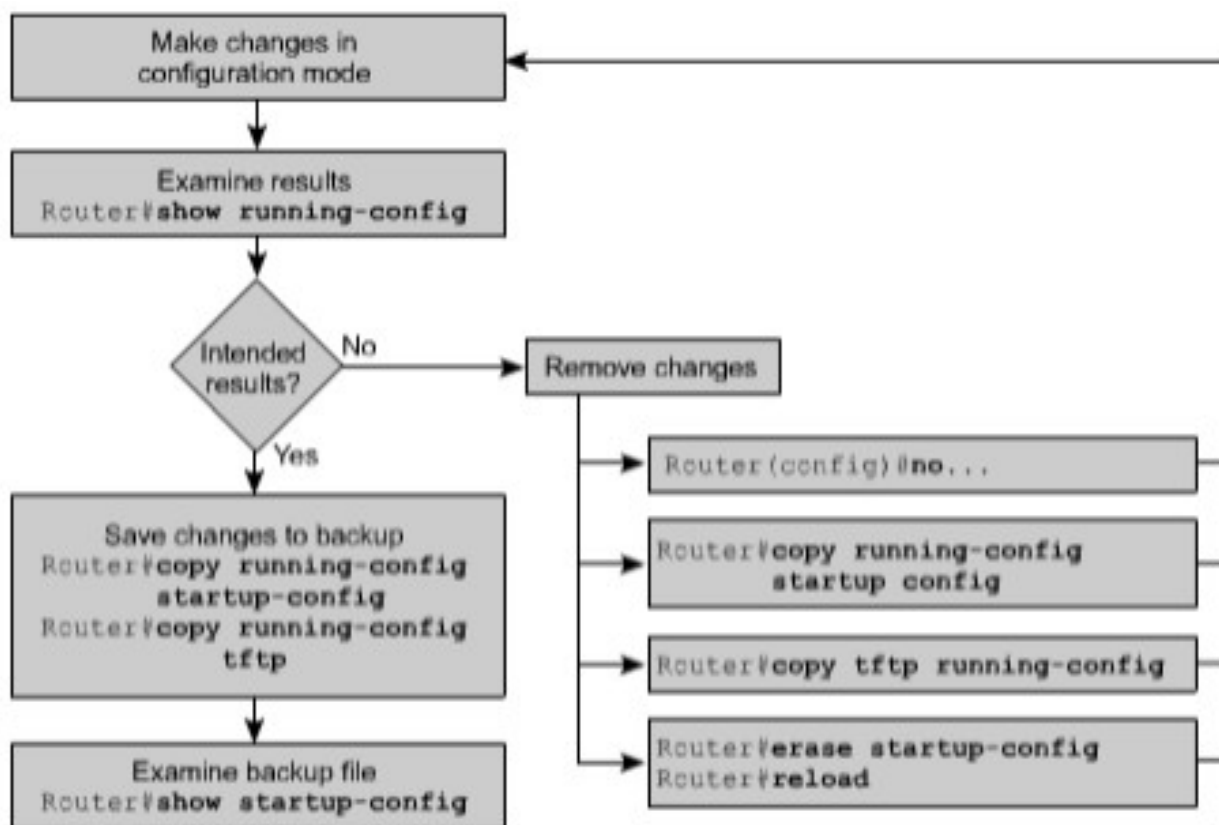 Make changes in
configuration mode
Examine results
Router#show running-config
Intended
results?
No
Yes
Remove changes
Router(config)#no...
Router#copy running-config
startup config
Router#copy tftp running-config
Router#erase startup-config
Router#reload
Save changes to backup
Router#copy running-config
startup-config
Router#copy running-config
tftp
Examine backup file
Router#show startup-config